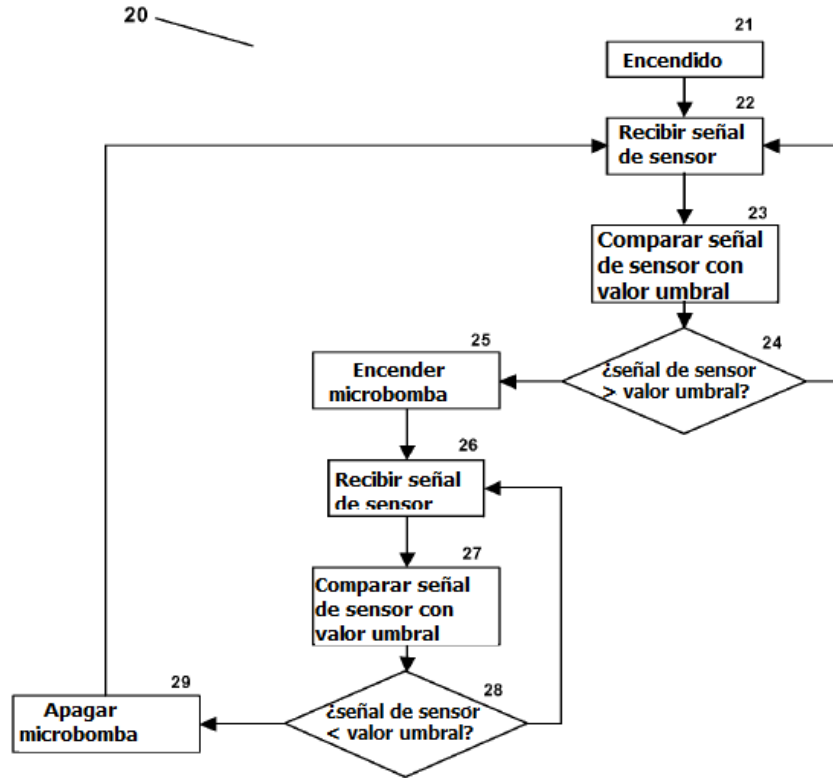 20
21
Encendido
22
Recibir señal
de sensor
23
Comparar señal
de sensor con
valor umbral
24
¿señal de sensor
> valor umbral?
25
Encender
microbomba
26
Recibir señal
de sensor
27
Comparar señal
de sensor con
valor umbral
28
¿señal de sensor
< valor umbral?
29
Apagar
microbomba